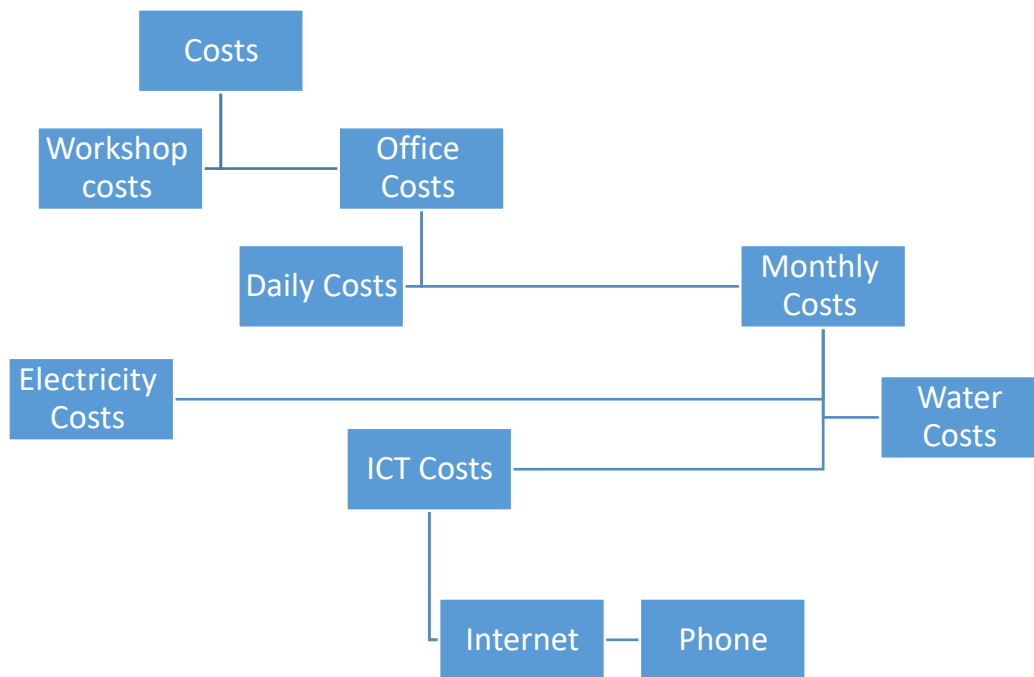 Costs
Workshop
costs
Office
Costs
Daily Costs
Monthly
Costs
Electricity
Costs
Water
Costs
ICT Costs
Internet
Phone